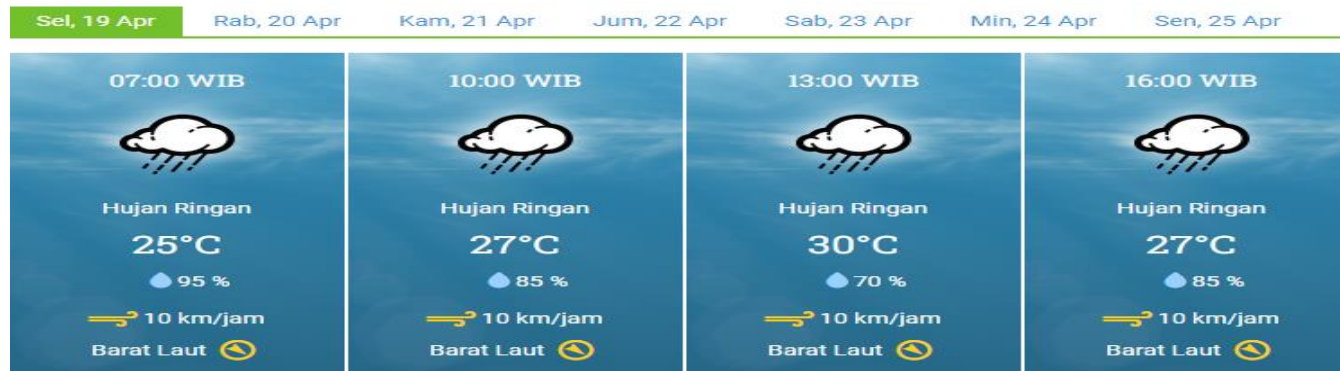 Sel, 19 Apr Rab, 20 Apr Kam, 21 Apr Jum, 22 Apr Sab, 23 Apr Min, 24 Apr Sen, 25 Apr
07:00 WIB 10:00 WIB 13:00 WIB 16:00 WIB
Hujan Ringan Hujan Ringan Hujan Ringan Hujan Ringan
25°C 27°C 30°C 27°C
95 % 85 % 70 % 85 %
10 km/jam 10 km/jam 10 km/jam 10 km/jam
Barat Laut Barat Laut Barat Laut Barat Laut